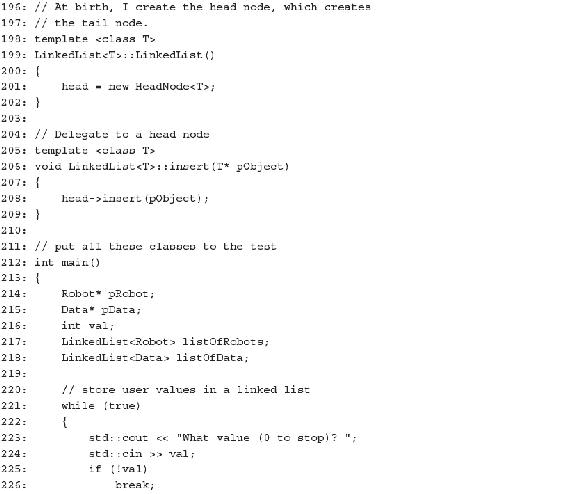 196: // At birth, I create the head node, which creates
197: // the tail node.
198: template <class T>
199: LinkedList<T>::LinkedList()
200: {
201:     head = new HeadNode<T>;
202: }
203:
204: // Delegate to a head node
205: template <class T>
206: void LinkedList<T>::insert(T* pObject)
207: {
208:     head->insert(pObject);
209: }
210:
211: // put all these classes to the test
212: int main()
213: {
214:     Robot* pRobot;
215:     Data* pData;
216:     int val;
217:     LinkedList<Robot> listOfRobots;
218:     LinkedList<Data> listOfData;
219:
220:     // store user values in a linked list
221:     while (true)
222:     {
223:         std::cout << "What value (0 to stop)? ";
224:         std::cin >> val;
225:         if (!val)
226:             break;